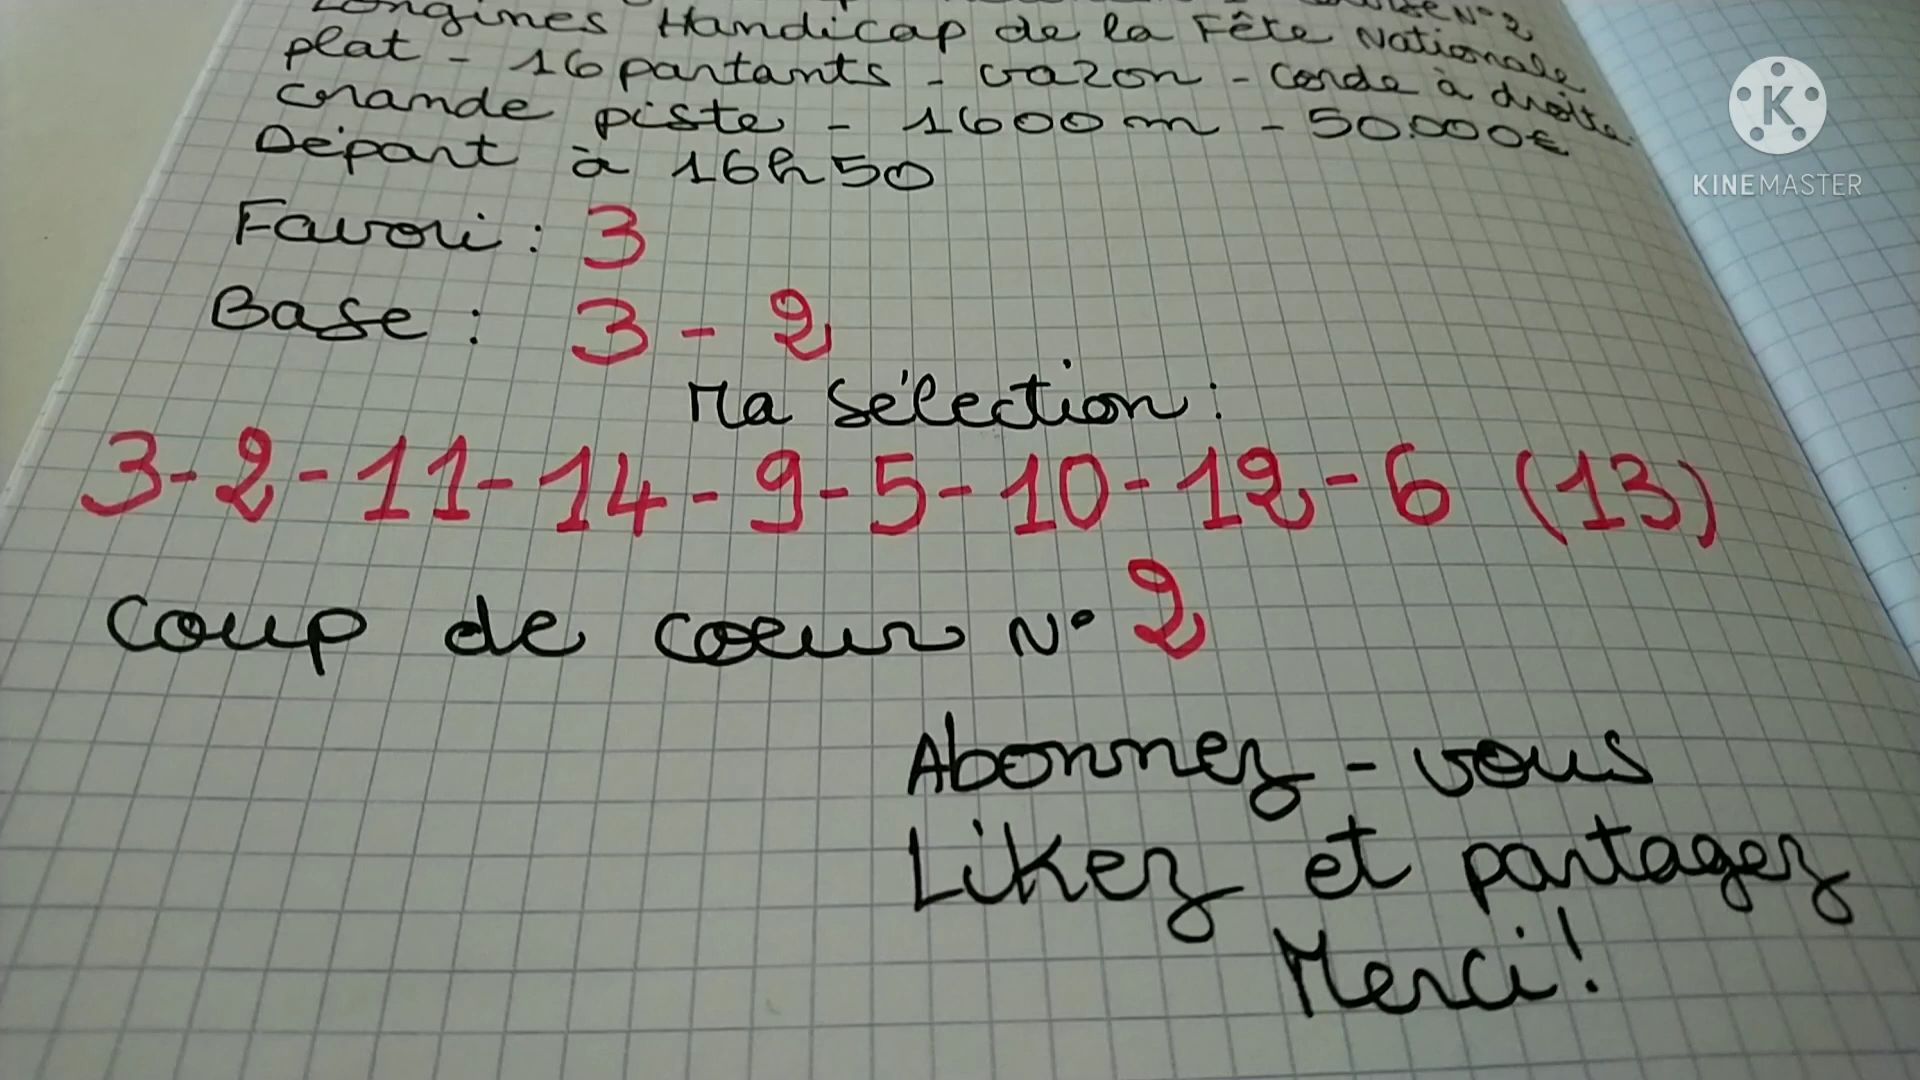 N° 2
Longines Handicap de la Fête Nationale
plat - 16 partants - Gazon - Corde à droite
Grande piste - 1600m - 50.000€
Départ à 16h50
Favori : 3
Base : 3 - 2
Ma Sélection :
3-2-11-14-9-5-10-12-6 (13)
Coup de coeur N° 2
Abonnez-vous
Likez et partagez
Merci !
KINEMASTER